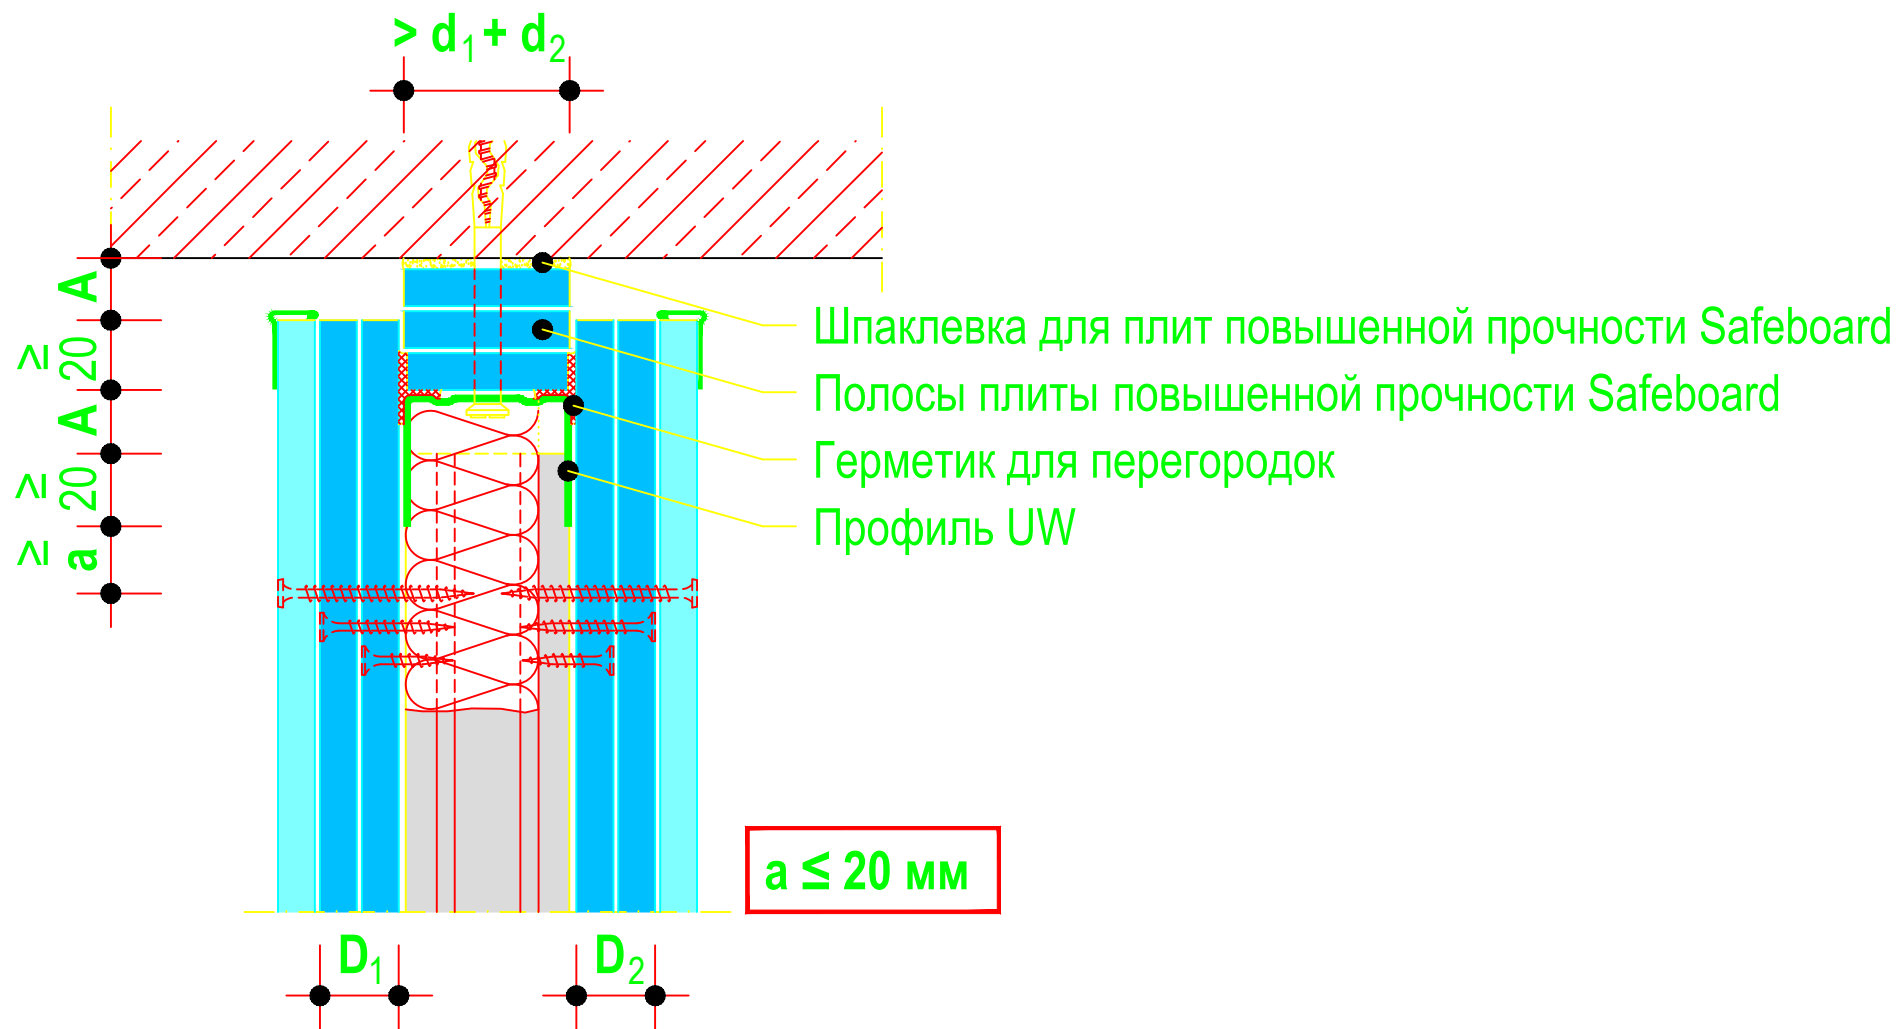 > d₁ + d₂
A
≥ 20
A
≥ 20
≥ a
Шпаклевка для плит повышенной прочности Safeboard
Полосы плиты повышенной прочности Safeboard
Герметик для перегородок
Профиль UW
a ≤ 20 мм
D₁ D₂